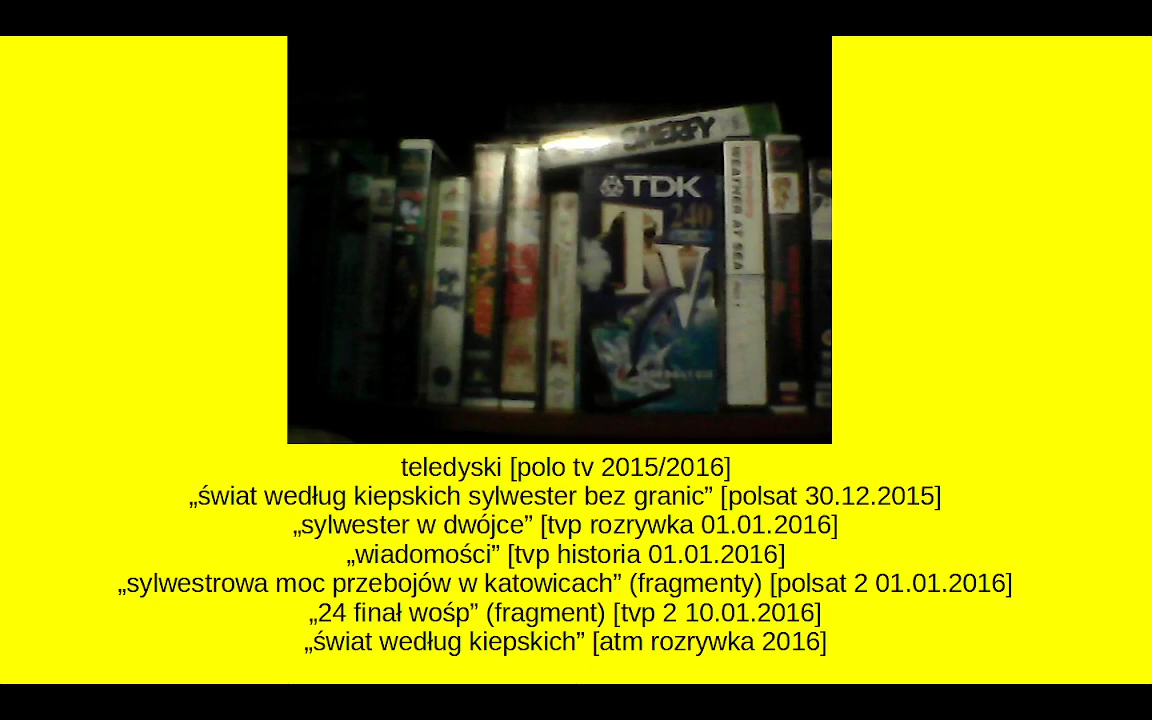 SMERFY
TDK
TV
240
WEATHER AT SEA
teledyski [polo tv 2015/2016]
„świat według kiepskich sylwester bez granic” [polsat 30.12.2015]
„sylwester w dwójce” [tvp rozrywka 01.01.2016]
„wiadomości” [tvp historia 01.01.2016]
„sylwestrowa moc przebojów w katowicach” (fragmenty) [polsat 2 01.01.2016]
„24 finał wośp” (fragment) [tvp 2 10.01.2016]
„świat według kiepskich” [atm rozrywka 2016]